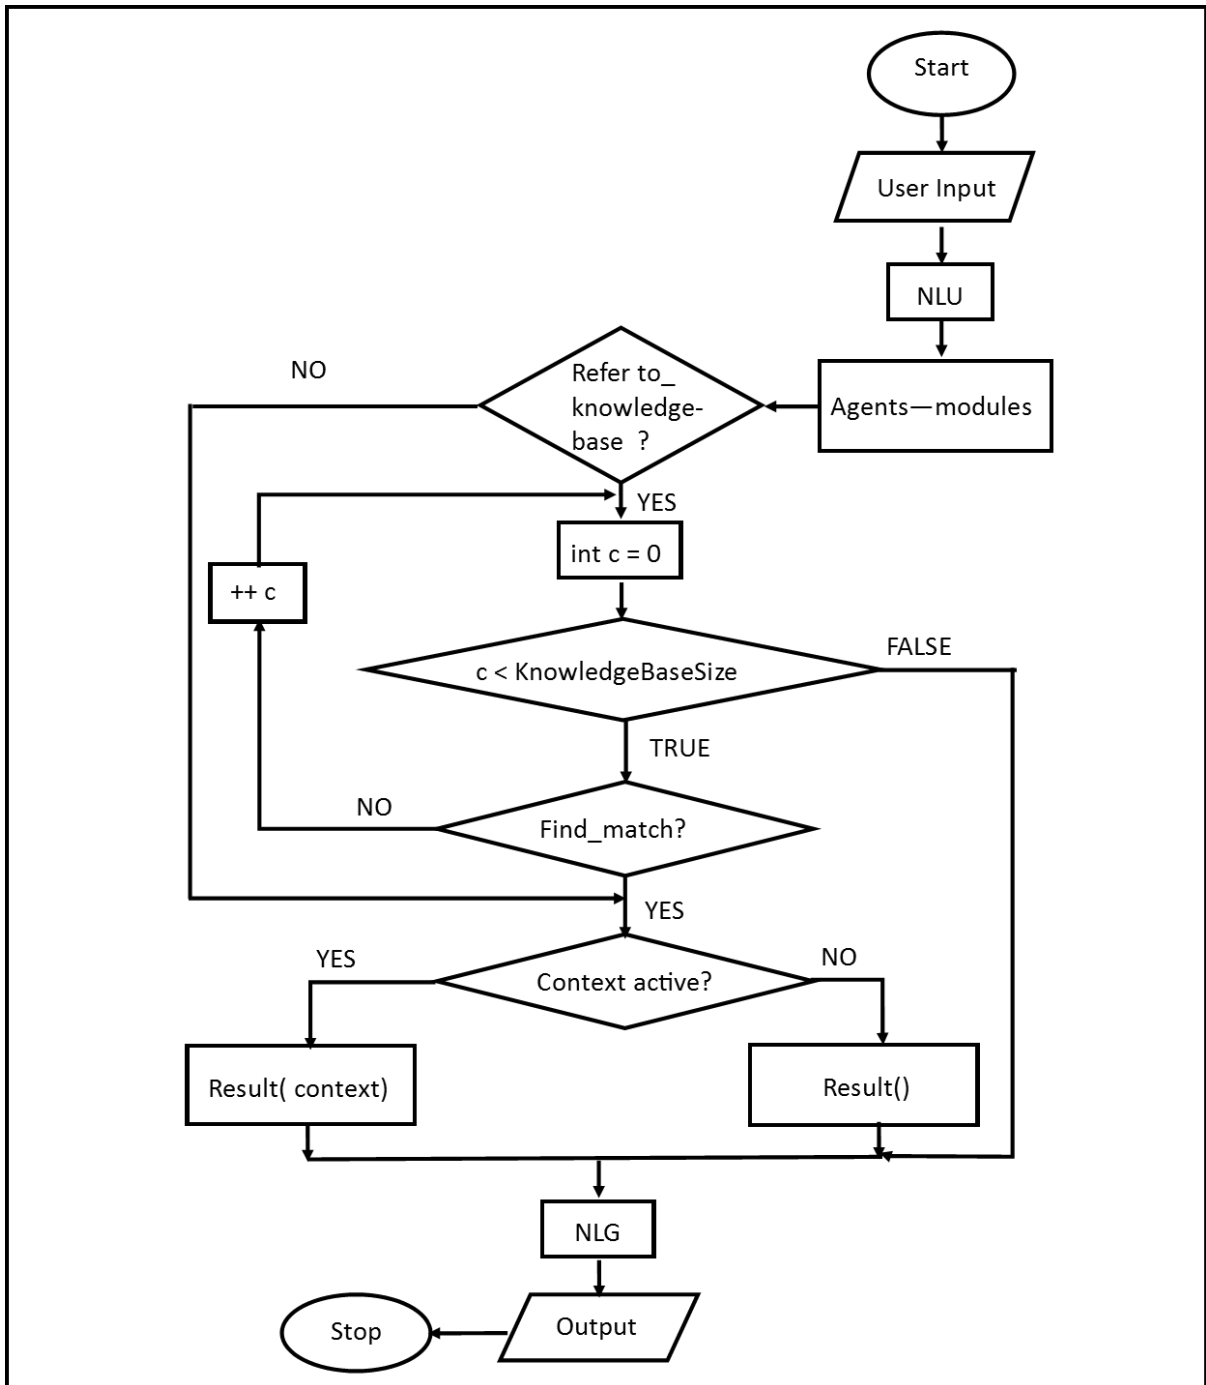 Start
User Input
NLU
Agents—modules
Refer to_
knowledge-
base ?
NO
YES
int c = 0
++ c
c < KnowledgeBaseSize
FALSE
TRUE
Find_match?
NO
YES
Context active?
YES
NO
Result( context)
Result()
NLG
Output
Stop